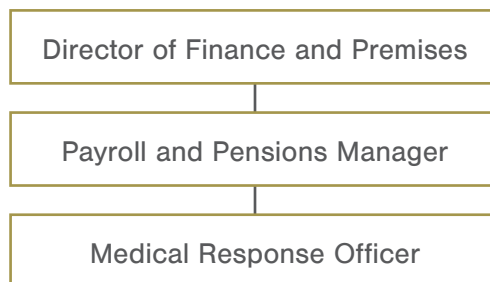 Director of Finance and Premises
Payroll and Pensions Manager
Medical Response Officer